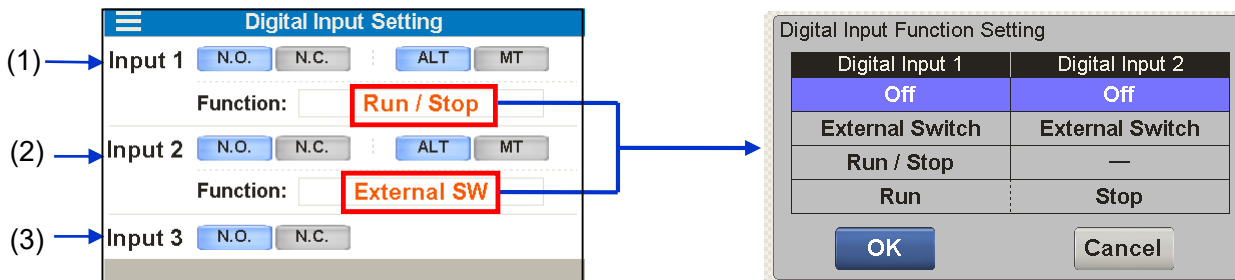 Digital Input Setting
(1) Input 1 N.O. N.C. ALT MT
Function: Run / Stop
(2) Input 2 N.O. N.C. ALT MT
Function: External SW
(3) Input 3 N.O. N.C.
Digital Input Function Setting
Digital Input 1 Digital Input 2
Off Off
External Switch External Switch
Run / Stop —
Run Stop
OK Cancel